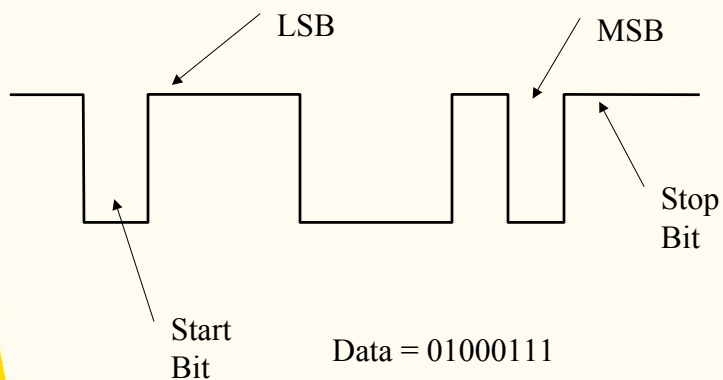 LSB
MSB
Stop
Bit
Start
Bit
Data = 01000111